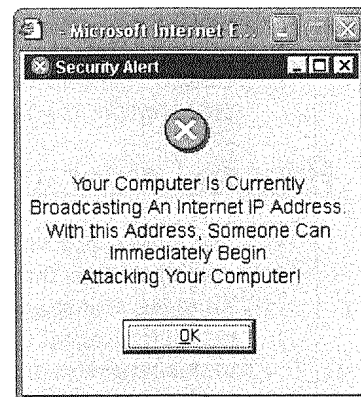 - Microsoft Internet E...
Security Alert
Your Computer Is Currently
Broadcasting An Internet IP Address.
With this Address, Someone Can
Immediately Begin
Attacking Your Computer!
OK